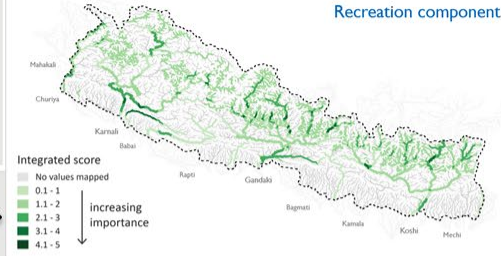 Recreation component
Mahakali
Churiya
Karnali
Babai
Rapti
Gandaki
Bagmati
Kamala
Koshi
Mechi
Integrated score
No values mapped
0.1 - 1
1.1 - 2
2.1 - 3
3.1 - 4
4.1 - 5
increasing
importance